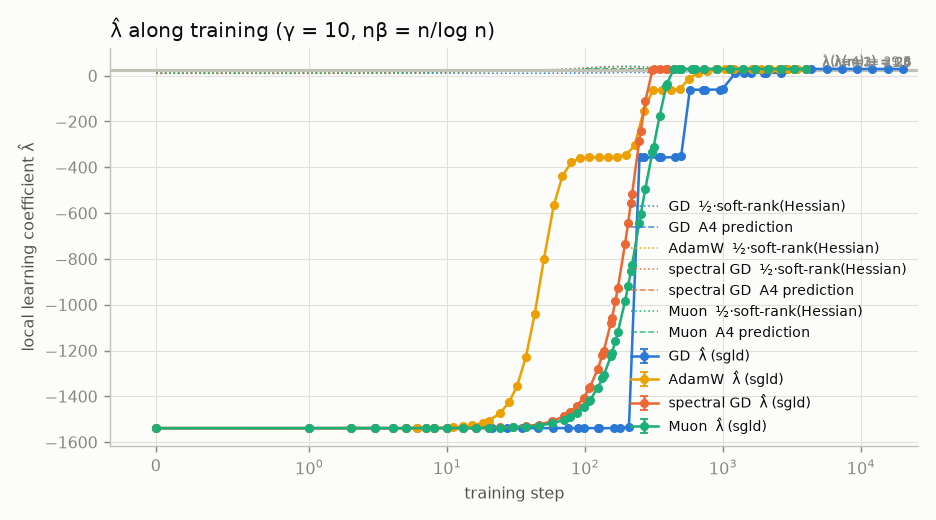 λ̂ along training (γ = 10, nβ = n/log n)
local learning coefficient λ̂
0
−200
−400
−600
−800
−1000
−1200
−1400
−1600
GD ½·soft-rank(Hessian)
GD A4 prediction
AdamW ½·soft-rank(Hessian)
spectral GD ½·soft-rank(Hessian)
spectral GD A4 prediction
Muon ½·soft-rank(Hessian)
Muon A4 prediction
GD λ̂ (sgld)
AdamW λ̂ (sgld)
spectral GD λ̂ (sgld)
Muon λ̂ (sgld)
0
10⁰
10¹
10²
10³
10⁴
training step